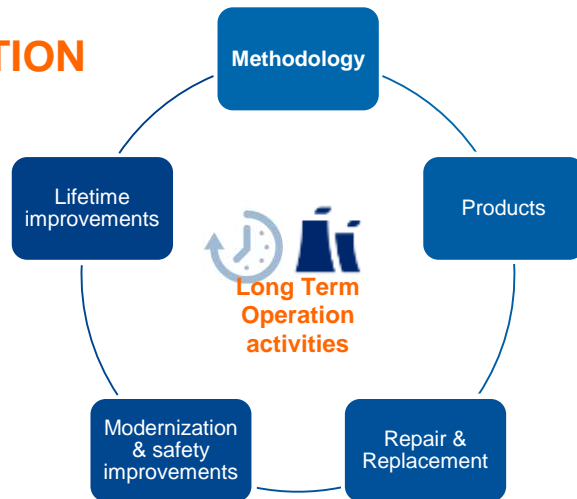 TION
Methodology
Lifetime
improvements
Products
Long Term
Operation
activities
Modernization
& safety
improvements
Repair &
Replacement